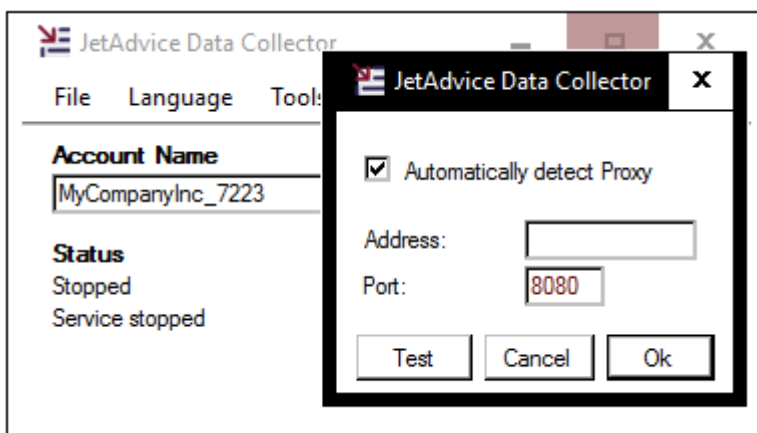 JetAdvice Data Collector
File Language Tools
Account Name
MyCompanyInc_7223
Status
Stopped
Service stopped
JetAdvice Data Collector
Automatically detect Proxy
Address:
Port: 8080
Test Cancel Ok